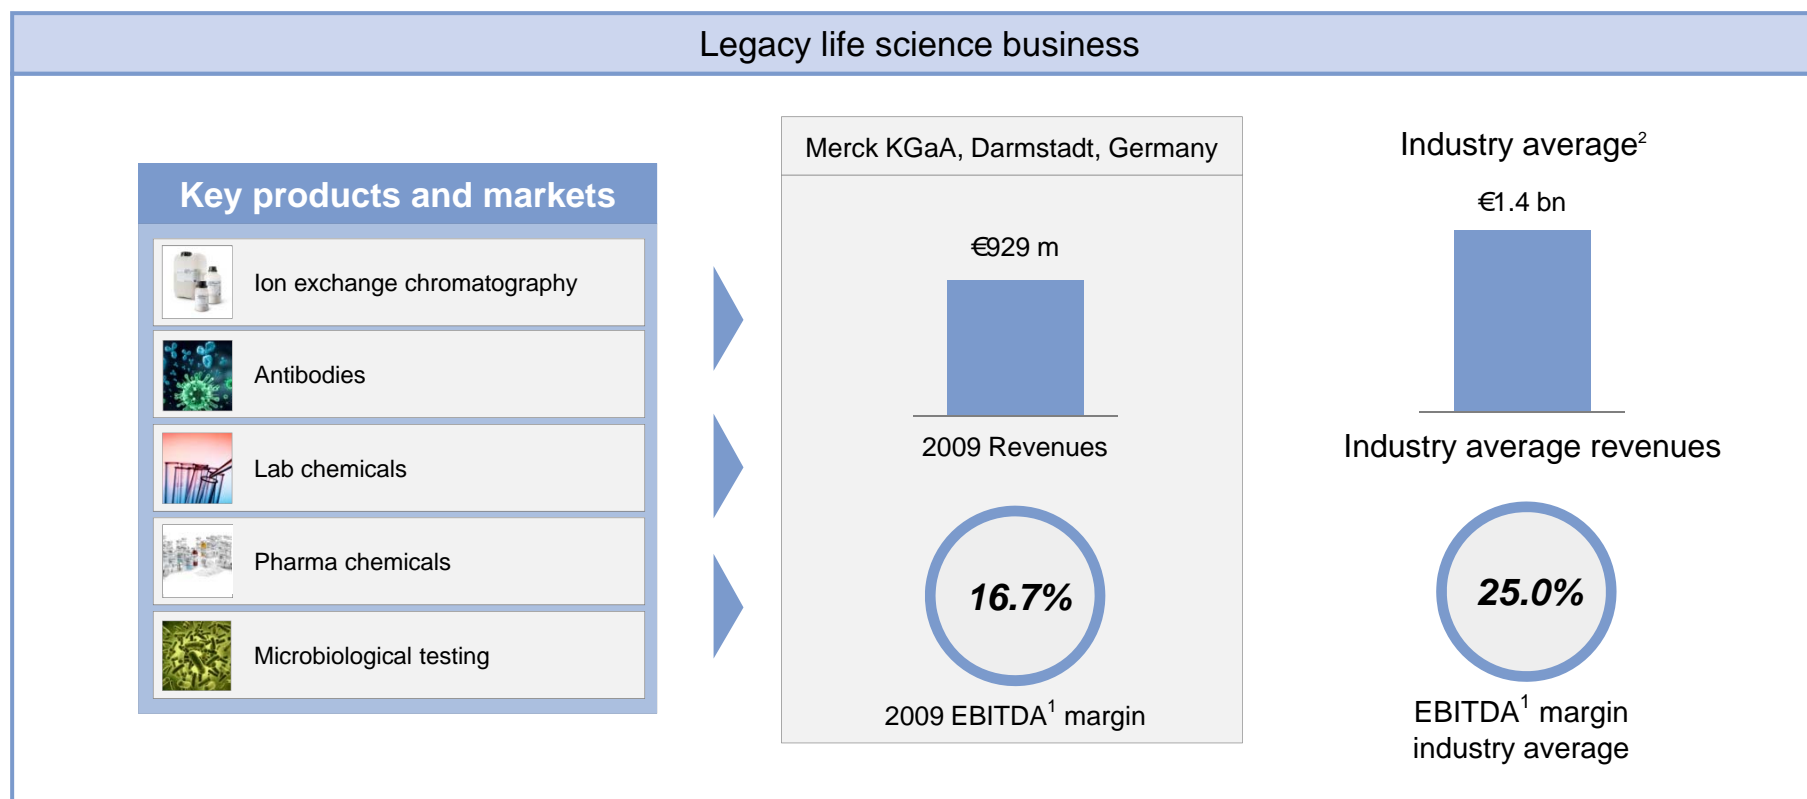 Legacy life science business
Key products and markets
Ion exchange chromatography
Antibodies
Lab chemicals
Pharma chemicals
Microbiological testing
Merck KGaA, Darmstadt, Germany
€929 m
2009 Revenues
16.7%
2009 EBITDA¹ margin
Industry average²
€1.4 bn
Industry average revenues
25.0%
EBITDA¹ margin
industry average